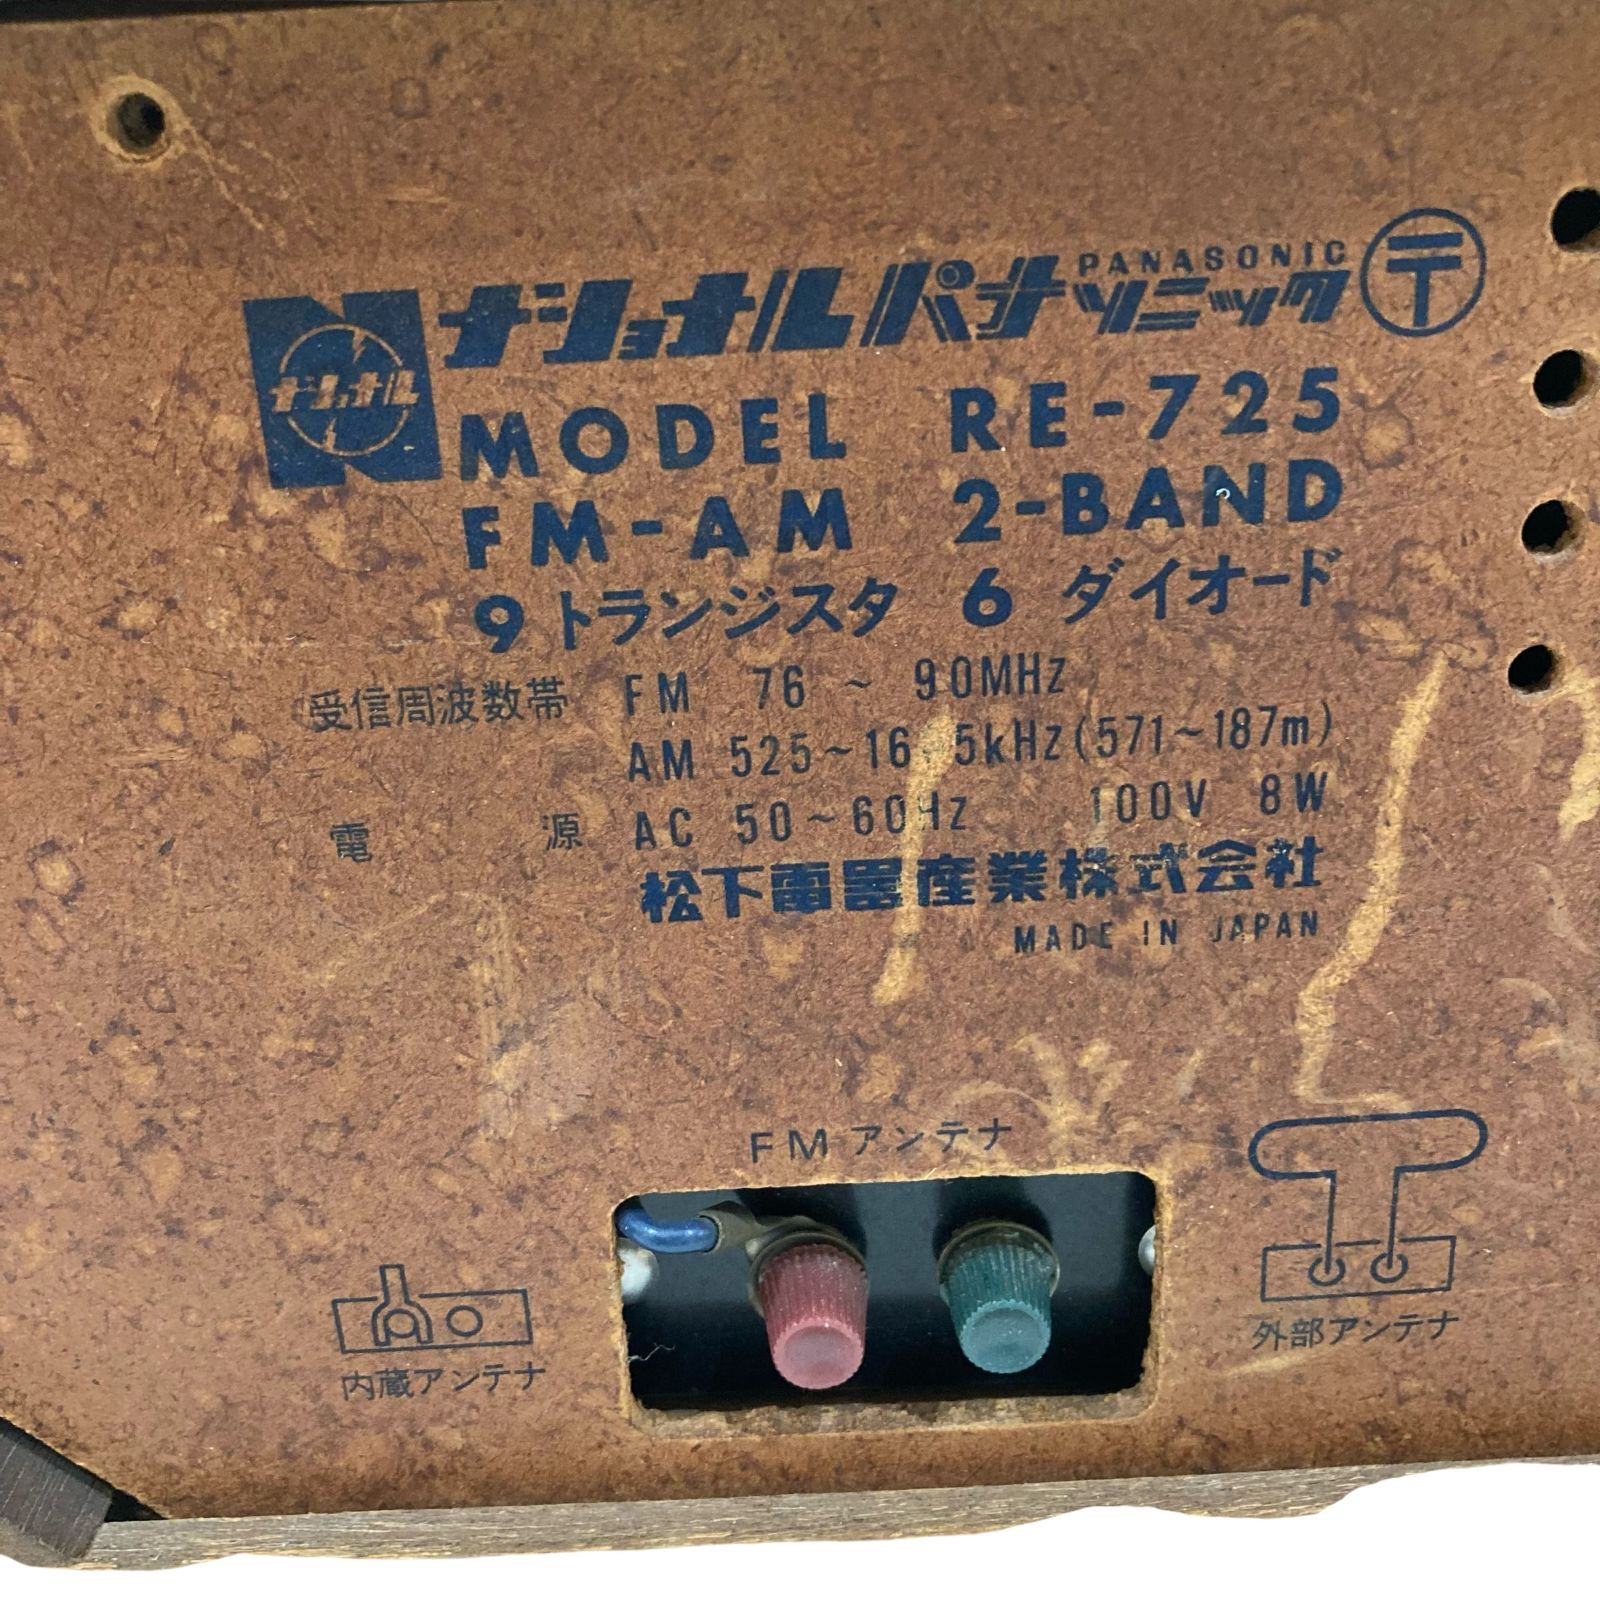 PANASONIC
ナショナルパナソニック 〒
ナショナル
MODEL RE-725
FM-AM 2-BAND
9 トランジスタ 6 ダイオード
受信周波数帯 FM 76 ~ 90MHz
AM 525~16 5kHz (571~187m)
電源 AC 50~60Hz 100V 8W
松下電器産業株式会社
MADE IN JAPAN
FM アンテナ
内蔵アンテナ
外部アンテナ